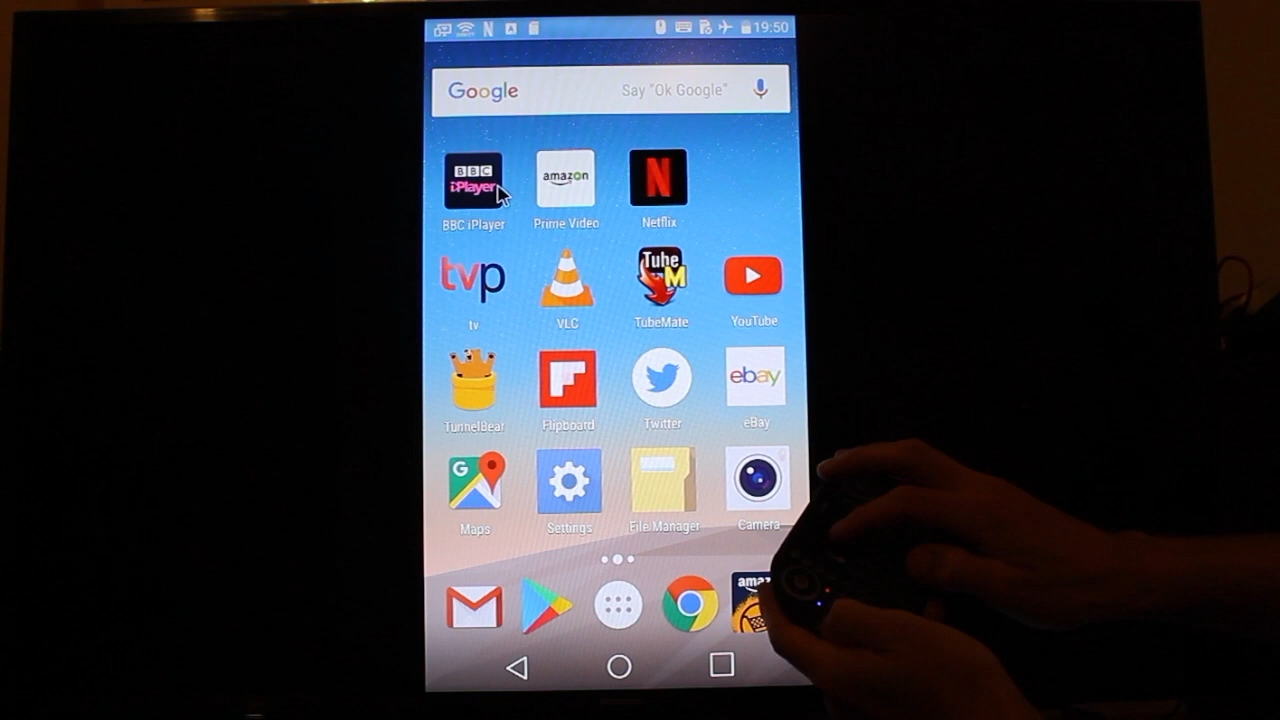 N A 19:50
Google Say "Ok Google"
BBC
iPlayer
amazon
N
BBC iPlayer Prime Video Netflix
tvp
Tube
M
tv VLC TubeMate YouTube
ebay
TunnelBear Flipboard Twitter eBay
G
Maps Settings File Manager Camera
amaz